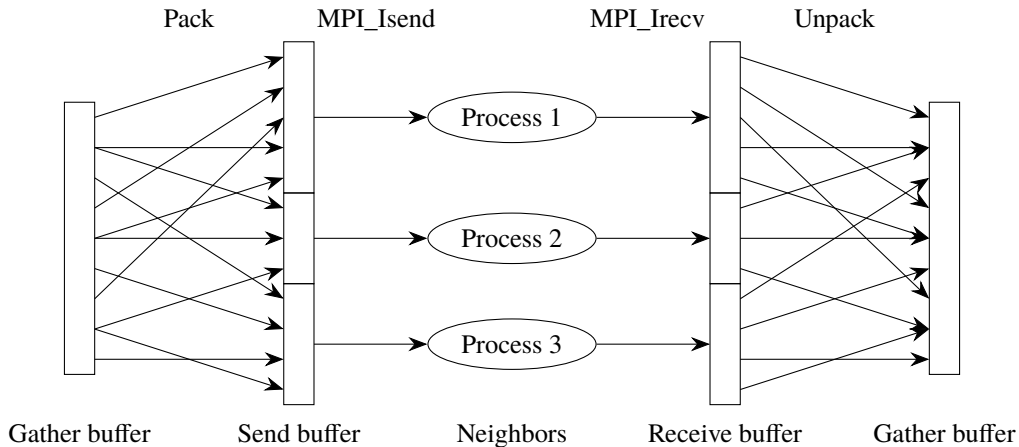 Pack
MPI_Isend
MPI_Irecv
Unpack
Process 1
Process 2
Process 3
Gather buffer
Send buffer
Neighbors
Receive buffer
Gather buffer